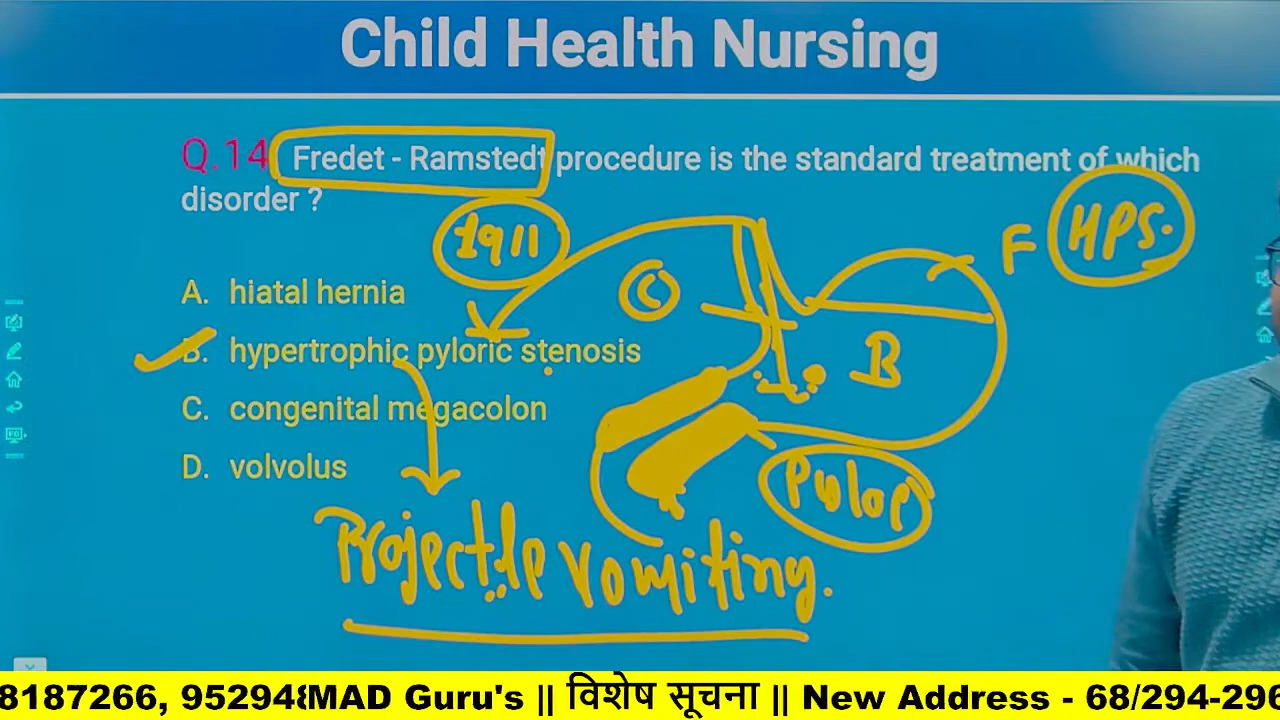 Child Health Nursing
Q.14 Fredet - Ramstedt procedure is the standard treatment of which
disorder ?
1911
F
HPS.
A. hiatal hernia
C
B. hypertrophic pyloric stenosis
B
C. congenital megacolon
D. volvolus
Projectile vomiting.
8187266, 95294 MAD Guru's || विशेष सूचना || New Address - 68/294-296